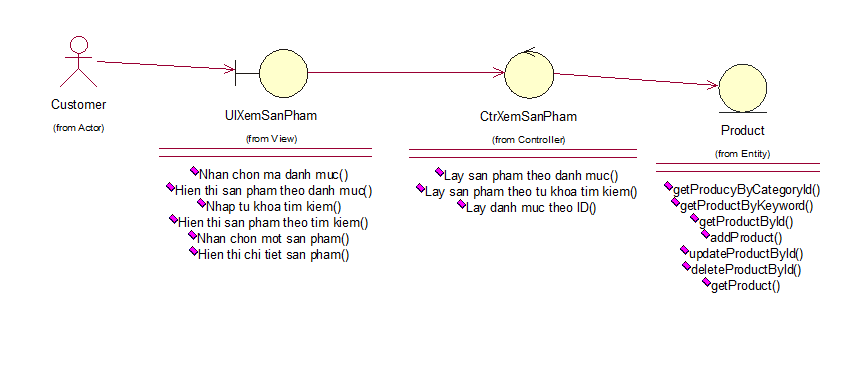 Customer
(from Actor)
UIXemSanPham
(from View)
Nhan chon ma danh muc()
Hien thi san pham theo danh muc()
Nhap tu khoa tim kiem()
Hien thi san pham theo tim kiem()
Nhan chon mot san pham()
Hien thi chi tiet san pham()
CtrXemSanPham
(from Controller)
Lay san pham theo danh muc()
Lay san pham theo tu khoa tim kiem()
Lay danh muc theo ID()
Product
(from Entity)
getProducyByCategoryId()
getProductByKeyword()
getProductById()
addProduct()
updateProductById()
deleteProductById()
getProduct()